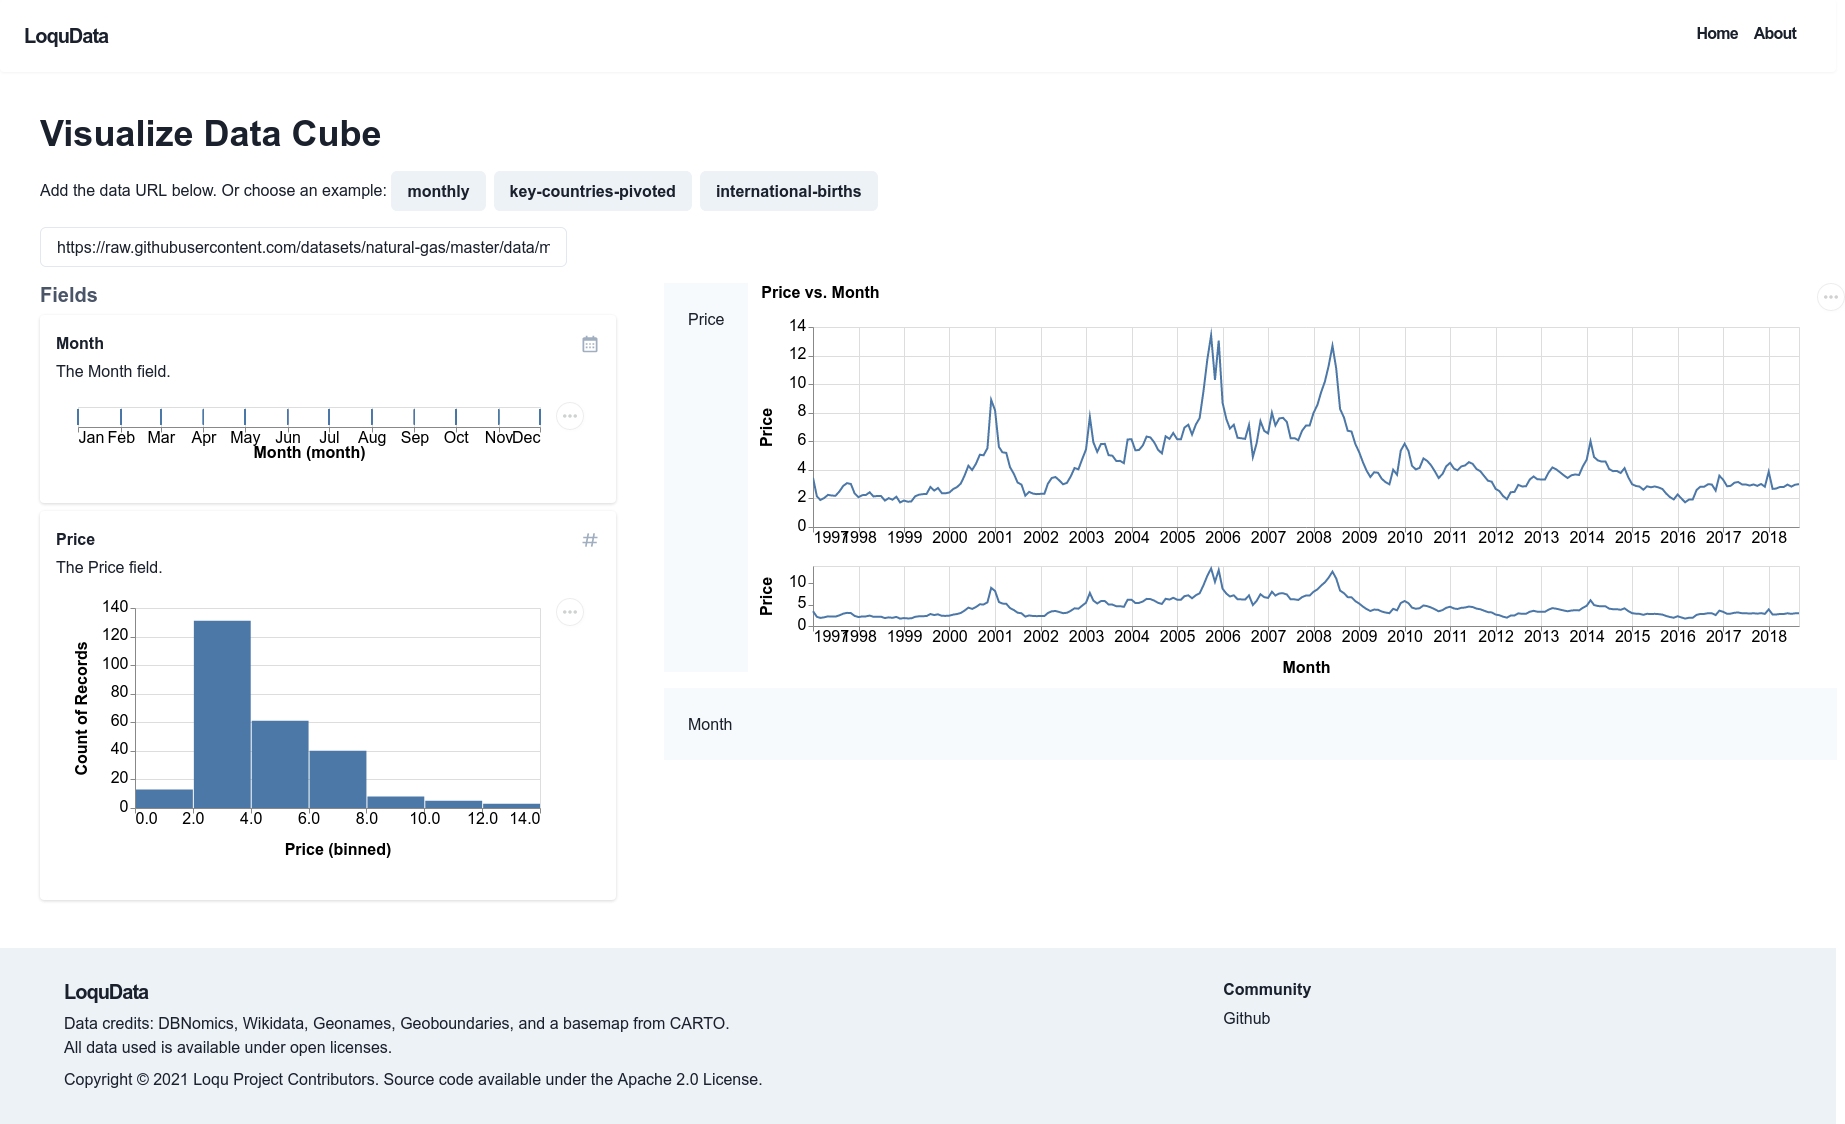 LoquData
Home About
Visualize Data Cube
Add the data URL below. Or choose an example: monthly key-countries-pivoted international-births
https://raw.githubusercontent.com/datasets/natural-gas/master/data/m
Fields
Month
The Month field.
Jan Feb Mar Apr May Jun Jul Aug Sep Oct Nov Dec
Month (month)
Price
The Price field.
140
120
100
80
60
40
20
0
Count of Records
0.0 2.0 4.0 6.0 8.0 10.0 12.0 14.0
Price (binned)
Price
Price vs. Month
14
12
10
8
6
4
2
0
Price
1997 1998 1999 2000 2001 2002 2003 2004 2005 2006 2007 2008 2009 2010 2011 2012 2013 2014 2015 2016 2017 2018
10
5
0
Price
1997 1998 1999 2000 2001 2002 2003 2004 2005 2006 2007 2008 2009 2010 2011 2012 2013 2014 2015 2016 2017 2018
Month
Month
LoquData
Data credits: DBNomics, Wikidata, Geonames, Geoboundaries, and a basemap from CARTO.
All data used is available under open licenses.
Copyright © 2021 Loqu Project Contributors. Source code available under the Apache 2.0 License.
Community
Github